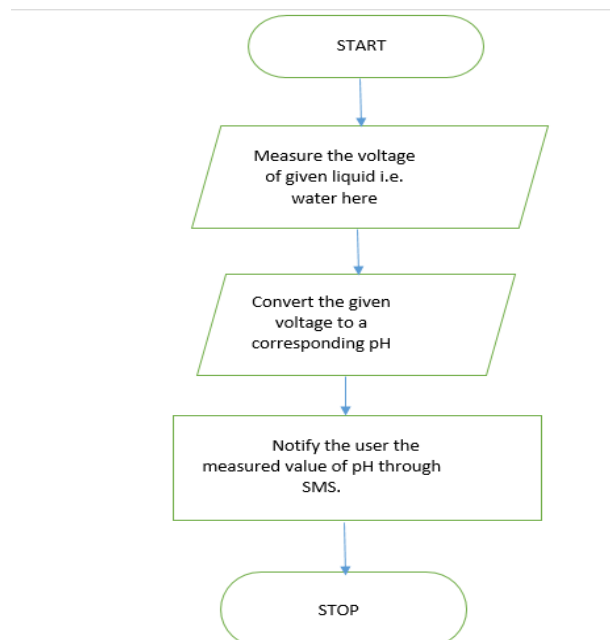 START
Measure the voltage
of given liquid i.e.
water here
Convert the given
voltage to a
corresponding pH
Notify the user the
measured value of pH through
SMS.
STOP